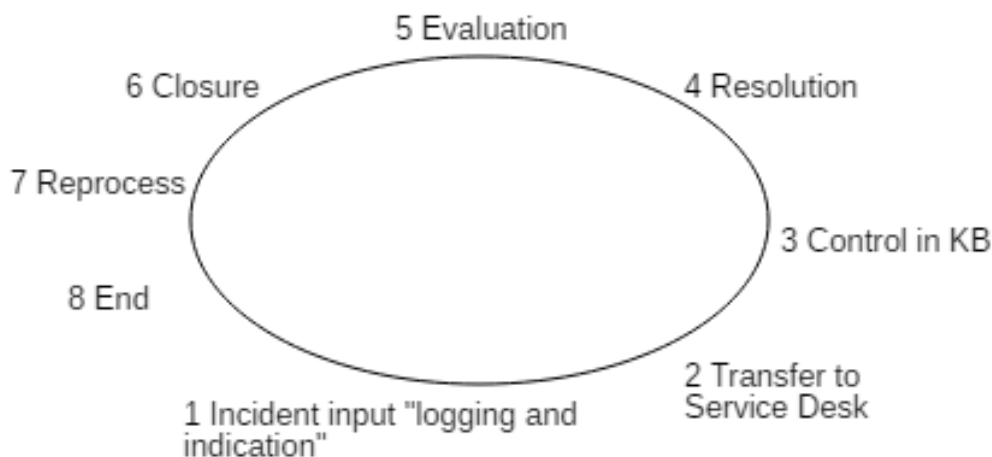 5 Evaluation
6 Closure
4 Resolution
7 Reprocess
3 Control in KB
8 End
2 Transfer to
Service Desk
1 Incident input "logging and
indication"